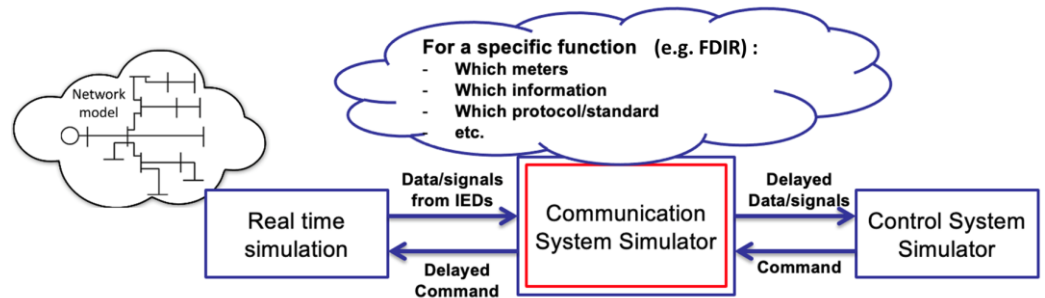 For a specific function (e.g. FDIR) :
- Which meters
- Which information
- Which protocol/standard
- etc.
Network
model
Real time
simulation
Data/signals
from IEDs
Delayed
Command
Communication
System Simulator
Delayed
Data/signals
Command
Control System
Simulator